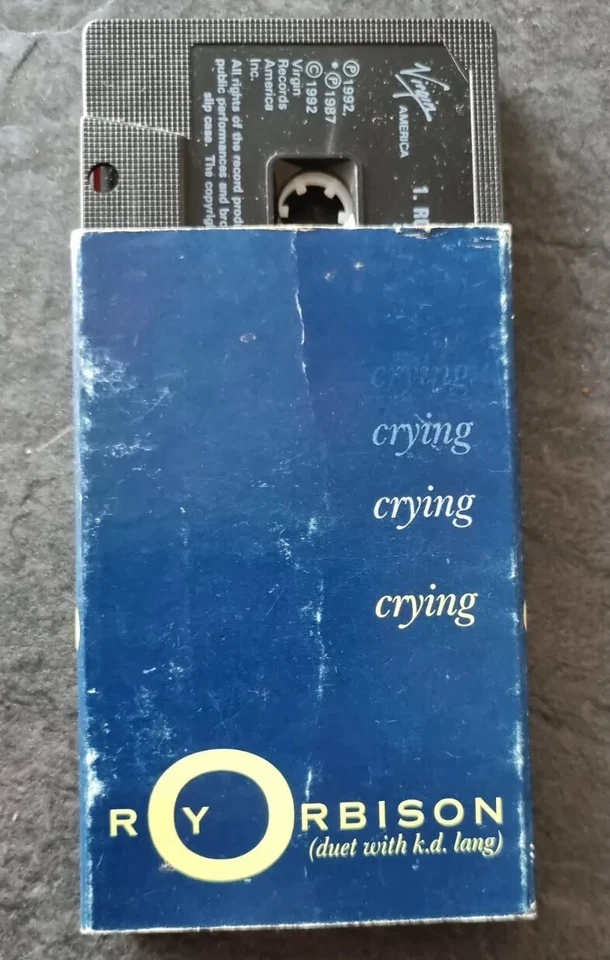 Virgin
AMERICA
1. R
℗1992,
• ℗1987
©1992
Virgin
Records
America
Inc.
All rights of the record prod
public performances and bro
slip case. The copyrig
crying
crying
crying
crying
ROY ORBISON
(duet with k.d. lang)